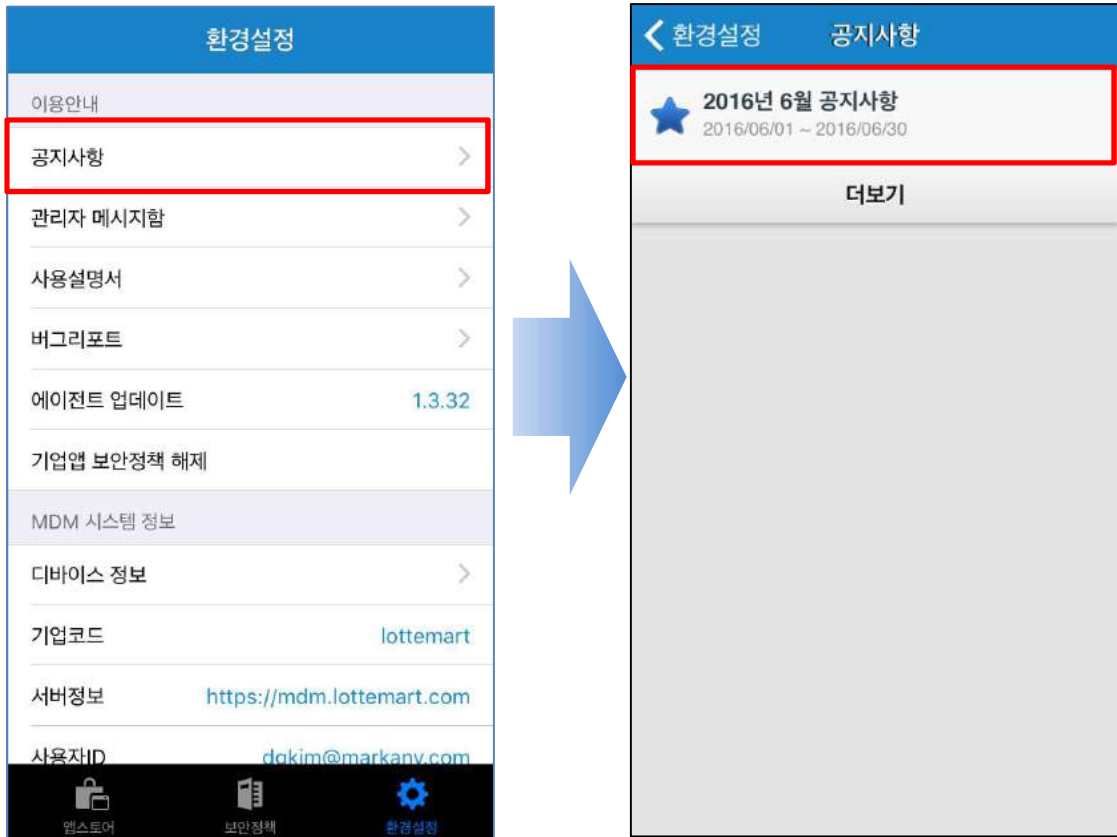 환경설정
이용안내
공지사항
관리자 메시지함
사용설명서
버그리포트
에이전트 업데이트 1.3.32
기업앱 보안정책 해제
MDM 시스템 정보
디바이스 정보
기업코드 lottemart
서버정보 https://mdm.lottemart.com
사용자ID dgkim@markany.com
앱스토어 보안정책 환경설정
환경설정 공지사항
2016년 6월 공지사항
2016/06/01 ~ 2016/06/30
더보기